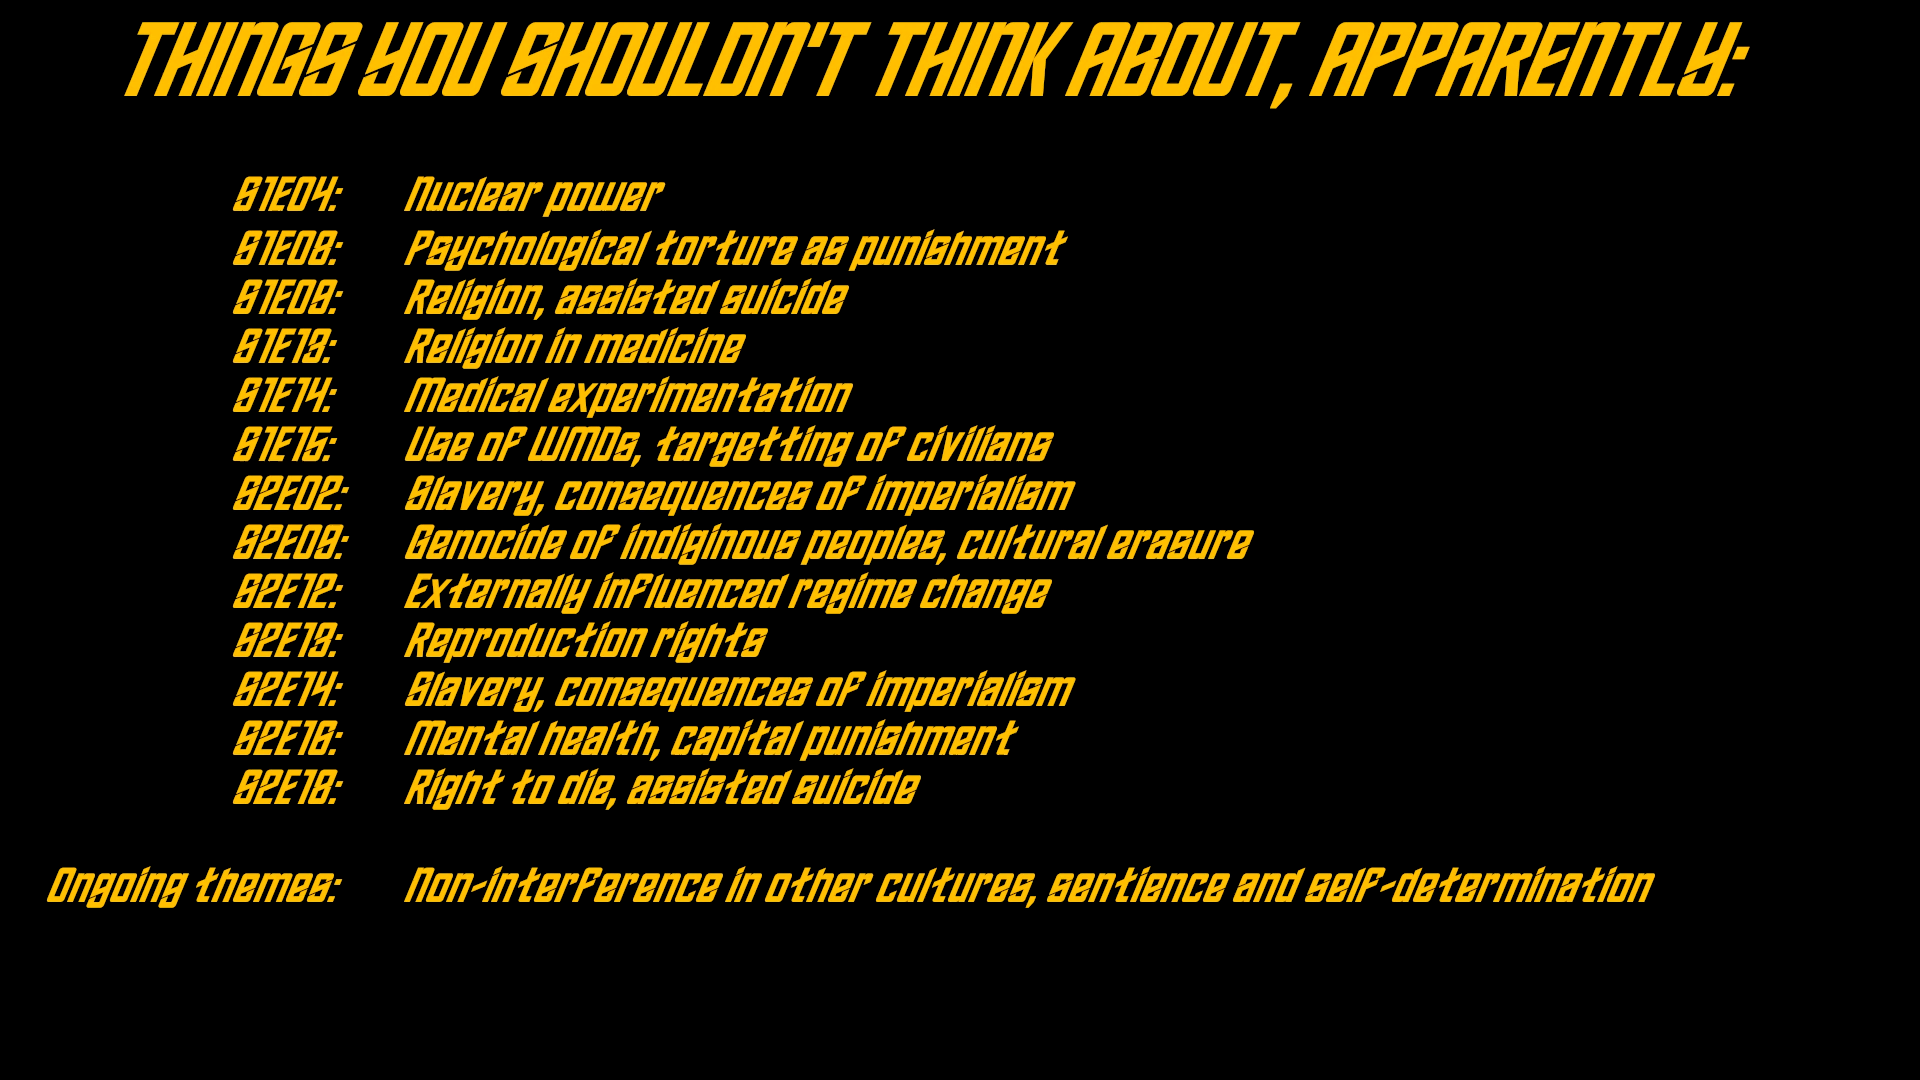 THINGS YOU SHOULDN'T THINK ABOUT, APPARENTLY:
S1E04: Nuclear power
S1E08: Psychological torture as punishment
S1E09: Religion, assisted suicide
S1E13: Religion in medicine
S1E14: Medical experimentation
S1E15: Use of WMDs, targetting of civilians
S2E02: Slavery, consequences of imperialism
S2E09: Genocide of indiginous peoples, cultural erasure
S2E12: Externally influenced regime change
S2E13: Reproduction rights
S2E14: Slavery, consequences of imperialism
S2E16: Mental health, capital punishment
S2E18: Right to die, assisted suicide
Ongoing themes: Non-interference in other cultures, sentience and self-determination